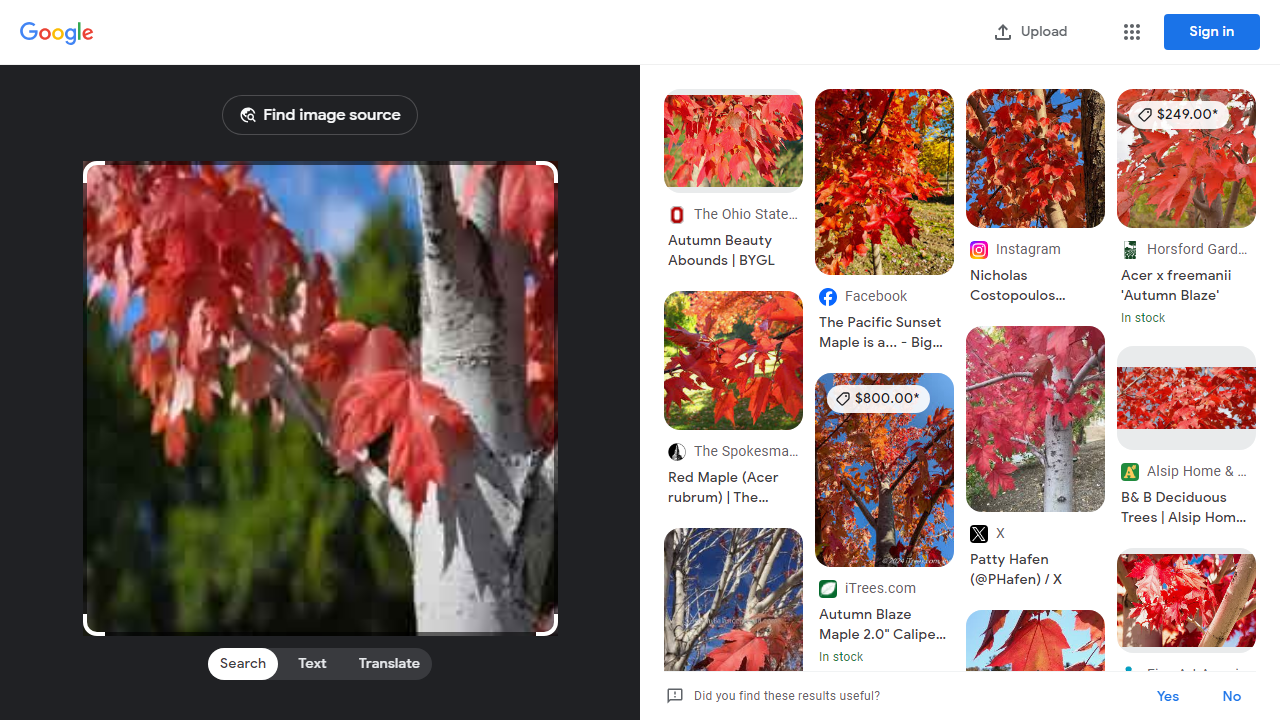 Google
Upload
Sign in
Find image source
Search
Text
Translate
The Ohio State...
Autumn Beauty
Abounds | BYGL
The Spokesma...
Red Maple (Acer
rubrum) | The...
Facebook
The Pacific Sunset
Maple is a... - Big...
$800.00*
iTrees.com
Autumn Blaze
Maple 2.0" Calipe...
In stock
Instagram
Nicholas
Costopoulos...
X
Patty Hafen
(@PHafen) / X
$249.00*
Horsford Gard...
Acer x freemanii
'Autumn Blaze'
In stock
Alsip Home & ...
B& B Deciduous
Trees | Alsip Hom...
Did you find these results useful?
Yes
No